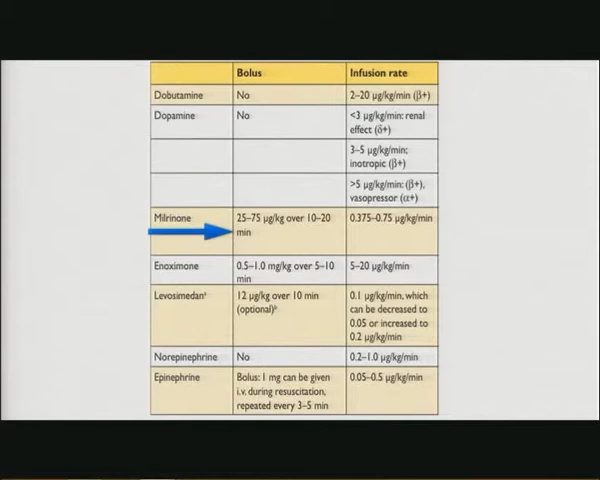 Bolus Infusion rate
Dobutamine No 2–20 µg/kg/min (β+)
Dopamine No <3 µg/kg/min: renal
effect (δ+)
3–5 µg/kg/min;
inotropic (β+)
>5 µg/kg/min: (β+),
vasopressor (α+)
Milrinone 25–75 µg/kg over 10–20 0.375–0.75 µg/kg/min
min
Enoximone 0.5–1.0 mg/kg over 5–10 5–20 µg/kg/min
min
Levosimedanᵃ 12 µg/kg over 10 min 0.1 µg/kg/min, which
(optional)ᵇ can be decreased to
0.05 or increased to
0.2 µg/kg/min
Norepinephrine No 0.2–1.0 µg/kg/min
Epinephrine Bolus: 1 mg can be given 0.05–0.5 µg/kg/min
i.v. during resuscitation,
repeated every 3–5 min